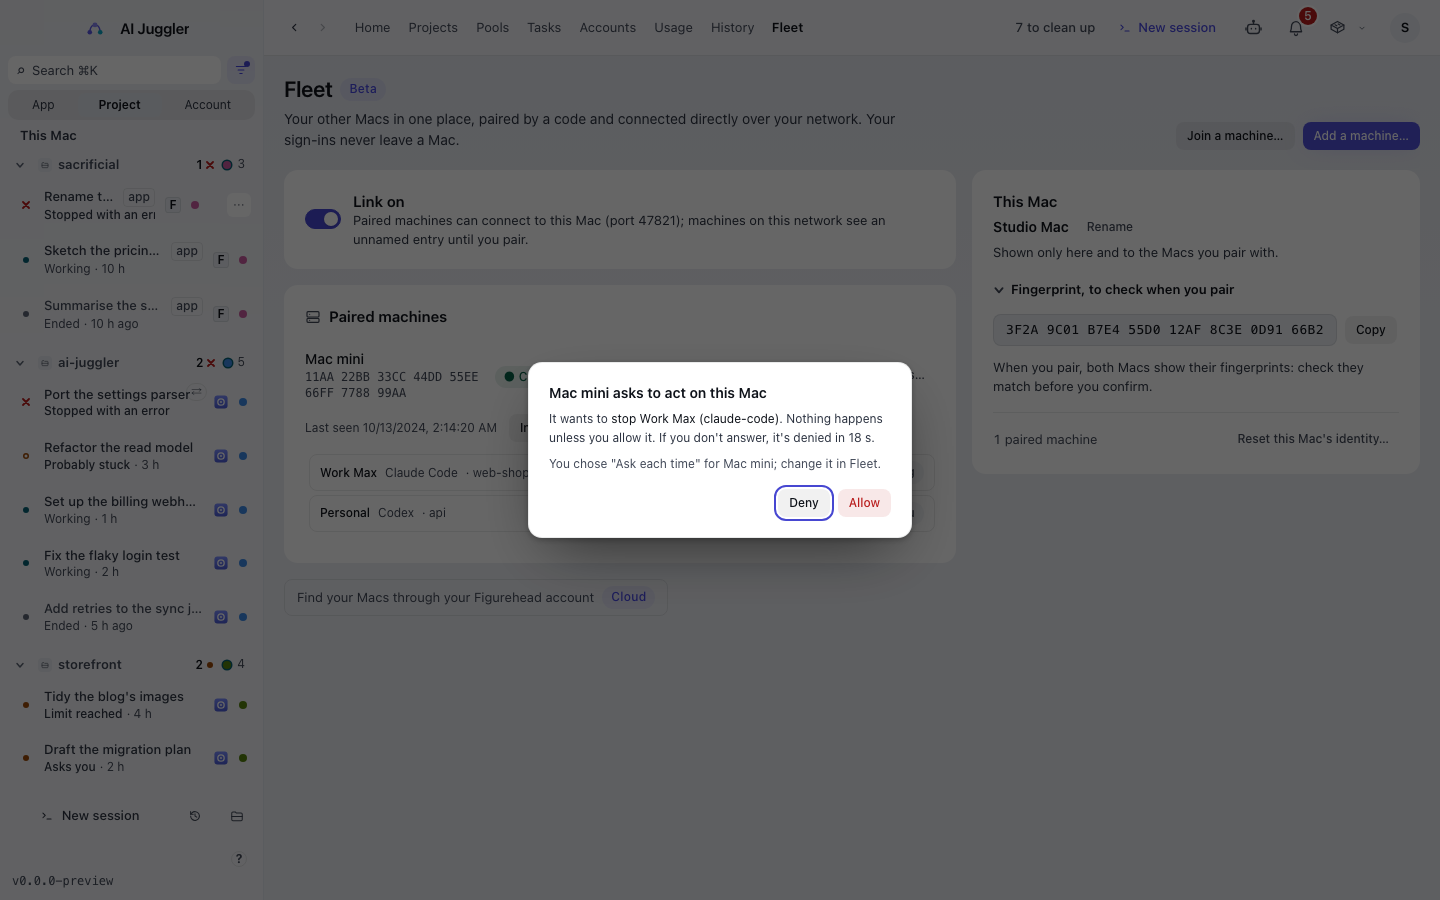 AI Juggler
Search ⌘K
App Project Account
This Mac
sacrificial 1 3
Rename t... app F
Stopped with an
Sketch the pricin... app F
Working · 10 h
Summarise the s... app F
Ended · 10 h ago
ai-juggler 2 5
Port the settings parser
Stopped with an error
Refactor the read model
Probably stuck · 3 h
Set up the billing webh...
Working · 1 h
Fix the flaky login test
Working · 2 h
Add retries to the sync j...
Ended · 5 h ago
storefront 2 4
Tidy the blog's images
Limit reached · 4 h
Draft the migration plan
Asks you · 2 h
New session
?
v0.0.0-preview
Home Projects Pools Tasks Accounts Usage History Fleet
7 to clean up New session 5 S
Fleet Beta
Your other Macs in one place, paired by a code and connected directly over your network. Your
sign-ins never leave a Mac.
Join a machine... Add a machine...
Link on
Paired machines can connect to this Mac (port 47821); machines on this network see an
unnamed entry until you pair.
Paired machines
Mac mini
11AA 22BB 33CC 44DD 55EE
66FF 7788 99AA
Last seen 10/13/2024, 2:14:20 AM
Work Max Claude Code · web-shop
Personal Codex · api
Find your Macs through your Figurehead account Cloud
This Mac
Studio Mac Rename
Shown only here and to the Macs you pair with.
Fingerprint, to check when you pair
3F2A 9C01 B7E4 55D0 12AF 8C3E 0D91 66B2 Copy
When you pair, both Macs show their fingerprints: check they
match before you confirm.
1 paired machine Reset this Mac's identity...
Mac mini asks to act on this Mac
It wants to stop Work Max (claude-code). Nothing happens
unless you allow it. If you don't answer, it's denied in 18 s.
You chose "Ask each time" for Mac mini; change it in Fleet.
Deny Allow